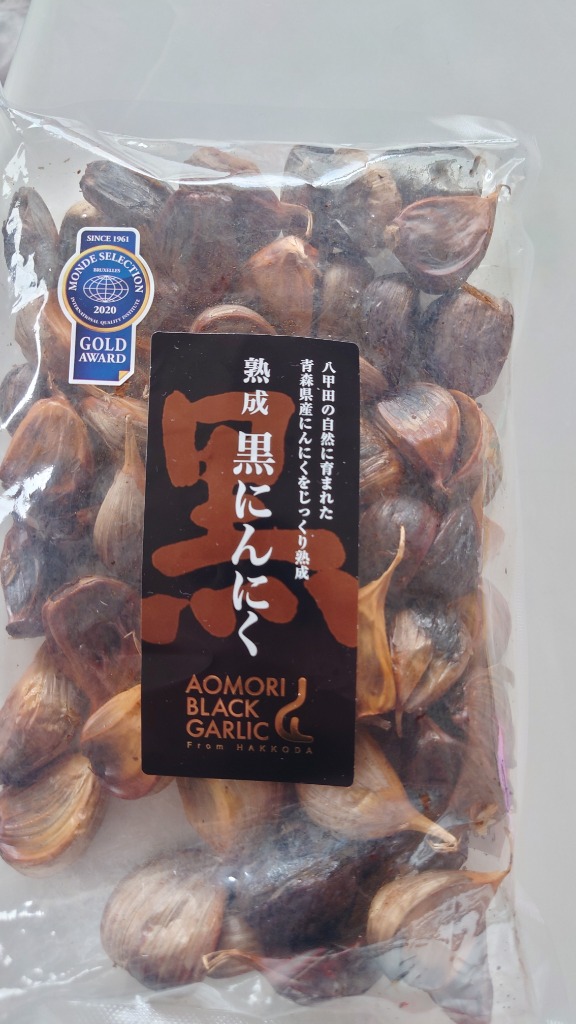 SINCE 1961
MONDE SELECTION
BRUXELLES
2020
INTERNATIONAL QUALITY INSTITUTE
GOLD
AWARD
八甲田の自然に育まれた
青森県産にんにくをじっくり熟成
熟成 黒にんにく
黒
AOMORI
BLACK
GARLIC
From HAKKODA